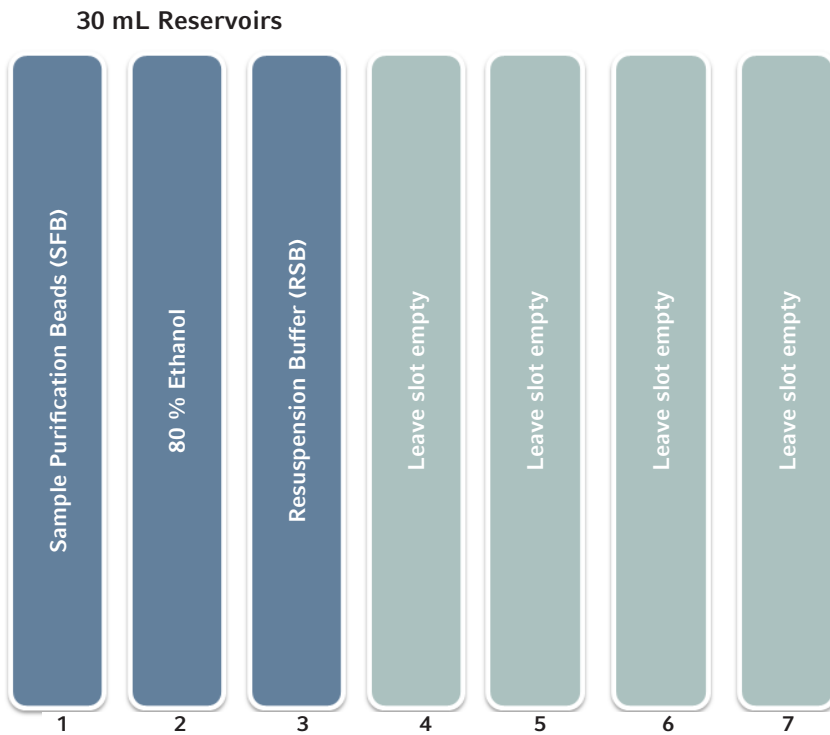 30 mL Reservoirs
Sample Purification Beads (SFB)
80 % Ethanol
Resuspension Buffer (RSB)
Leave slot empty
Leave slot empty
Leave slot empty
Leave slot empty
1 2 3 4 5 6 7